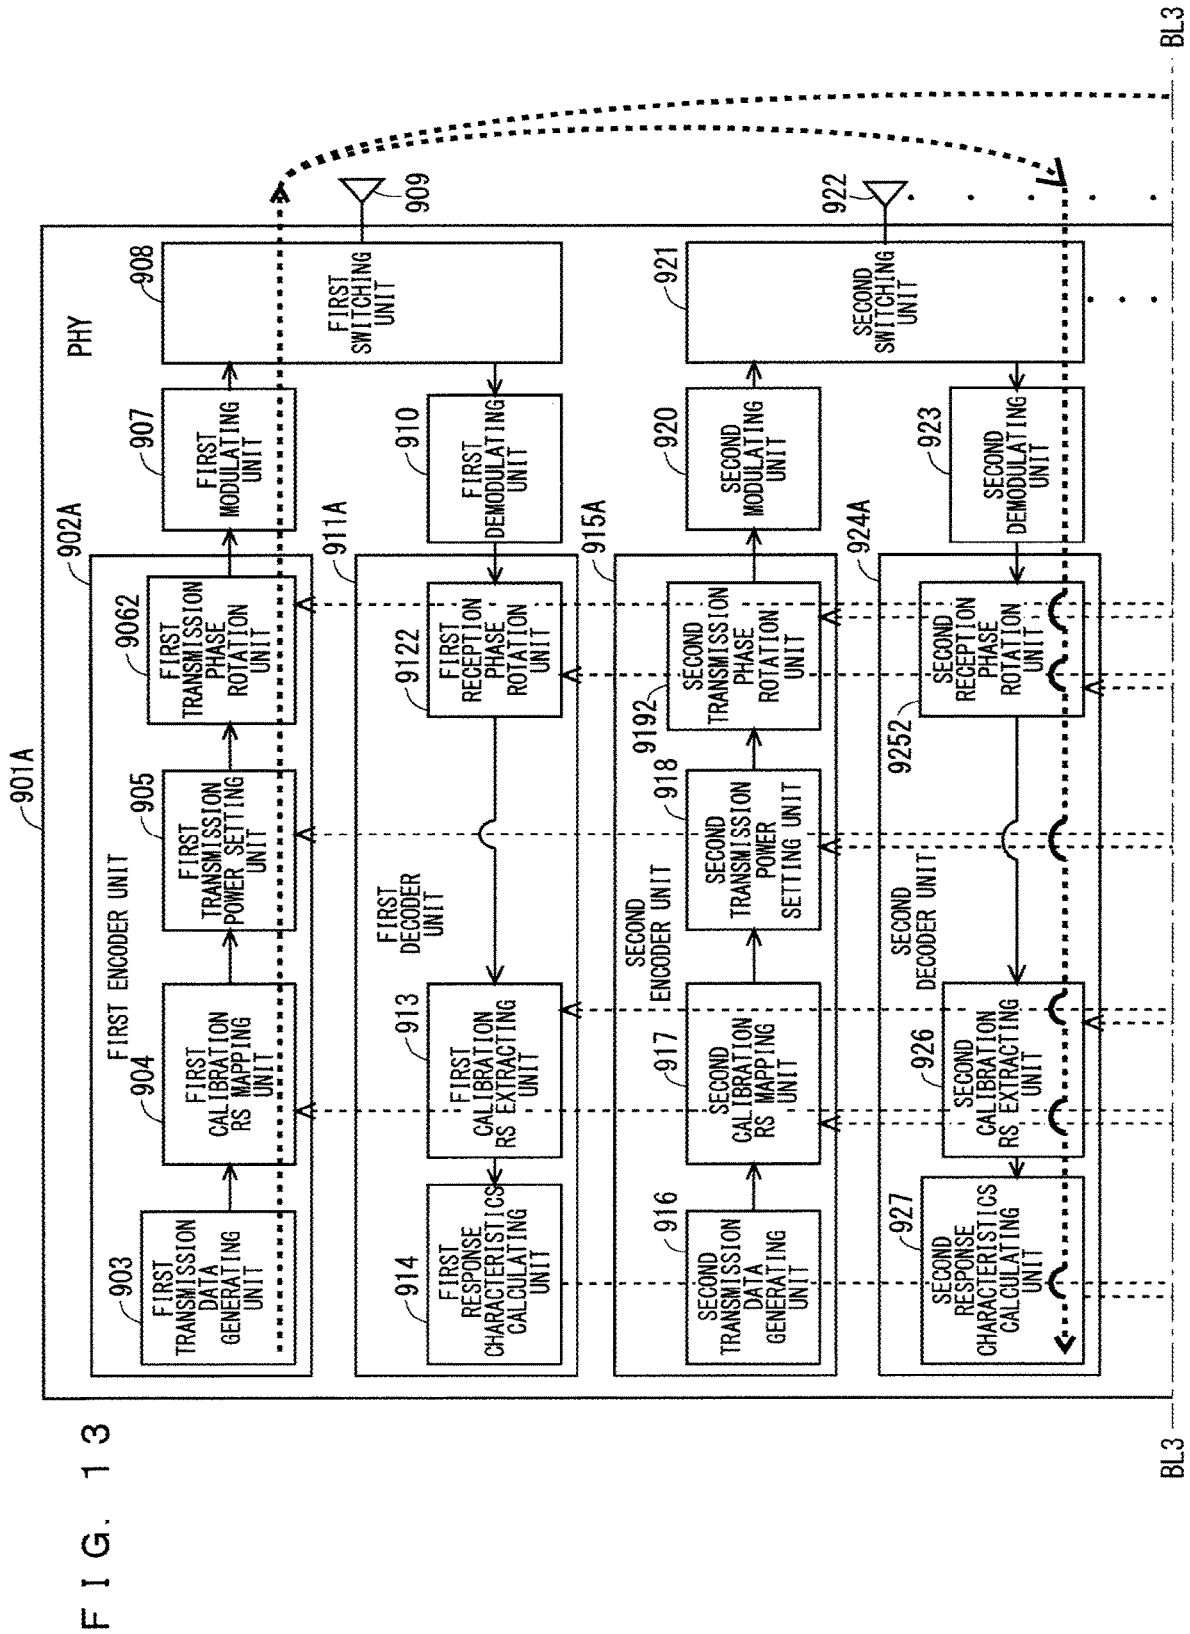 FIG. 13
901A
PHY
902A
FIRST ENCODER UNIT
903
FIRST
TRANSMISSION
DATA
GENERATING
UNIT
904
FIRST
CALIBRATION
RS MAPPING
UNIT
905
FIRST
TRANSMISSION
POWER SETTING
UNIT
9062
FIRST
TRANSMISSION
PHASE
ROTATION
UNIT
907
FIRST
MODULATING
UNIT
908
FIRST
SWITCHING
UNIT
909
911A
FIRST
DECODER
UNIT
914
FIRST
RESPONSE
CHARACTERISTICS
CALCULATING
UNIT
913
FIRST
CALIBRATION
RS EXTRACTING
UNIT
9122
FIRST
RECEPTION
PHASE
ROTATION
UNIT
910
FIRST
DEMODULATING
UNIT
915A
SECOND
ENCODER UNIT
916
SECOND
TRANSMISSION
DATA
GENERATING
UNIT
917
SECOND
CALIBRATION
RS MAPPING
UNIT
918
SECOND
TRANSMISSION
POWER
SETTING UNIT
9192
SECOND
TRANSMISSION
PHASE
ROTATION
UNIT
920
SECOND
MODULATING
UNIT
921
SECOND
SWITCHING
UNIT
922
924A
SECOND
DECODER UNIT
927
SECOND
RESPONSE
CHARACTERISTICS
CALCULATING
UNIT
926
SECOND
CALIBRATION
RS EXTRACTING
UNIT
9252
SECOND
RECEPTION
PHASE
ROTATION
UNIT
923
SECOND
DEMODULATING
UNIT
BL3
BL3